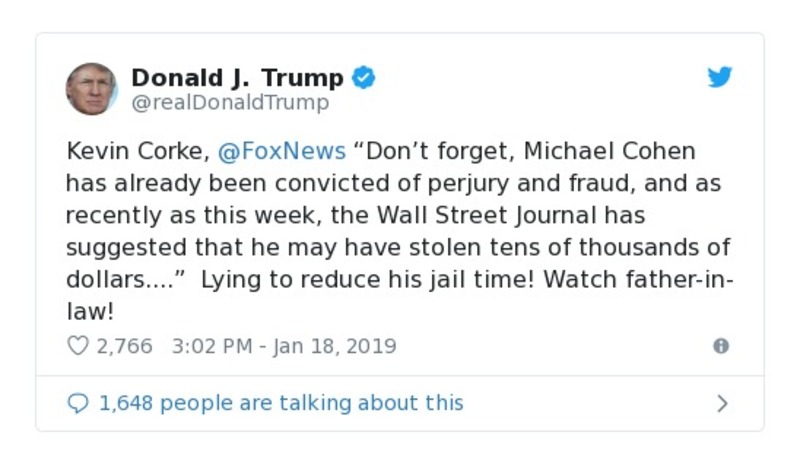 Donald J. Trump
@realDonaldTrump
Kevin Corke, @FoxNews “Don’t forget, Michael Cohen
has already been convicted of perjury and fraud, and as
recently as this week, the Wall Street Journal has
suggested that he may have stolen tens of thousands of
dollars....”  Lying to reduce his jail time! Watch father-in-
law!
2,766 3:02 PM - Jan 18, 2019
1,648 people are talking about this